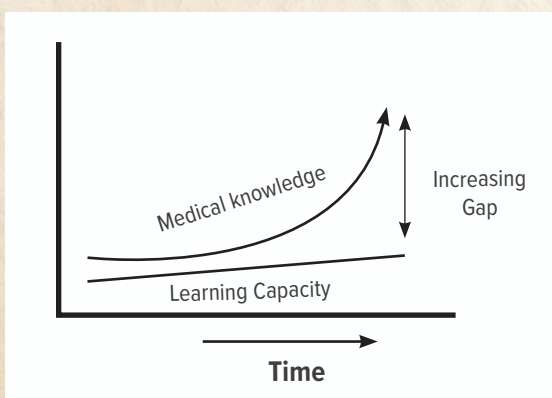 Medical knowledge
Increasing
Gap
Learning Capacity
Time